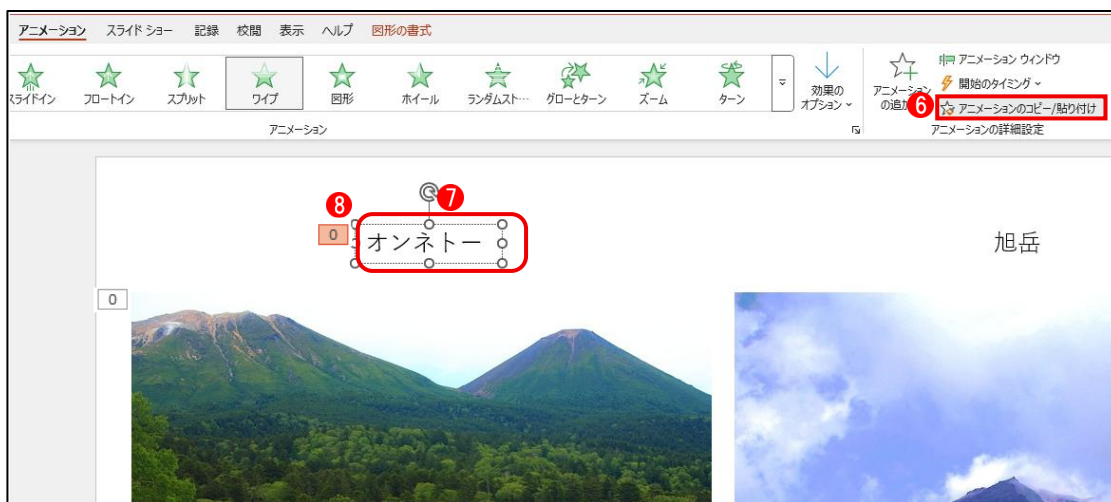 アニメーション スライド ショー 記録 校閲 表示 ヘルプ 図形の書式
スライドイン フロートイン スプリット ワイプ 図形 ホイール ランダムスト… グローとターン ズーム ターン
効果の
オプション
アニメーション
の追加
アニメーション ウィンドウ
開始のタイミング
6 アニメーションのコピー/貼り付け
アニメーション
アニメーションの詳細設定
8 7
0 オンネトー
旭岳
0